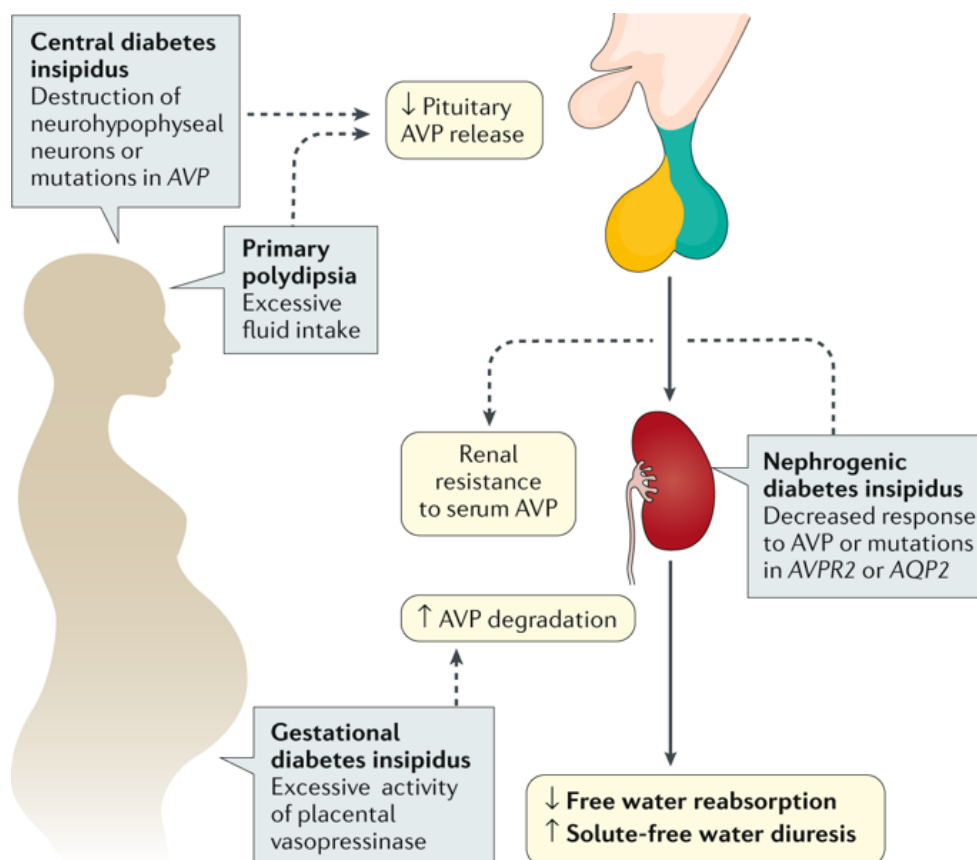 Central diabetes
insipidus
Destruction of
neurohypophyseal
neurons or
mutations in AVP
↓ Pituitary
AVP release
Primary
polydipsia
Excessive
fluid intake
Renal
resistance
to serum AVP
Nephrogenic
diabetes insipidus
Decreased response
to AVP or mutations
in AVPR2 or AQP2
↑ AVP degradation
Gestational
diabetes insipidus
Excessive activity
of placental
vasopressinase
↓ Free water reabsorption
↑ Solute-free water diuresis